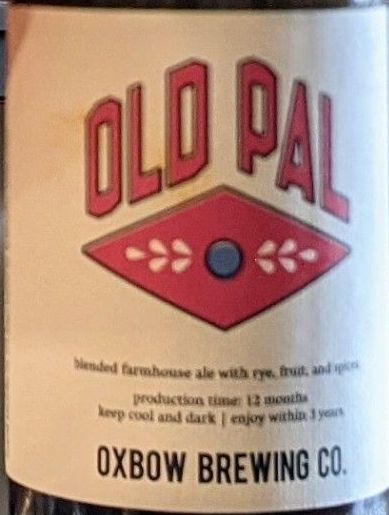 OLD PAL
blended farmhouse ale with rye, fruit, and spices
production time: 12 months
keep cool and dark | enjoy within 3 years
OXBOW BREWING CO.